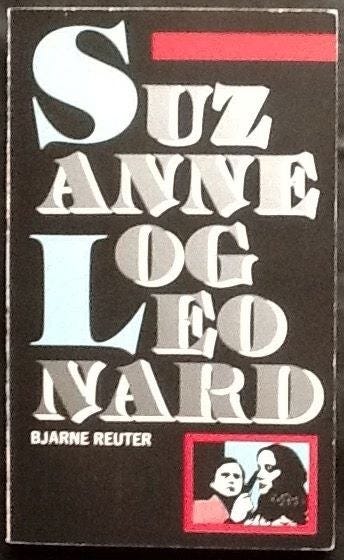 SUZ
ANNE
OG
LEO
NARD
BJARNE REUTER